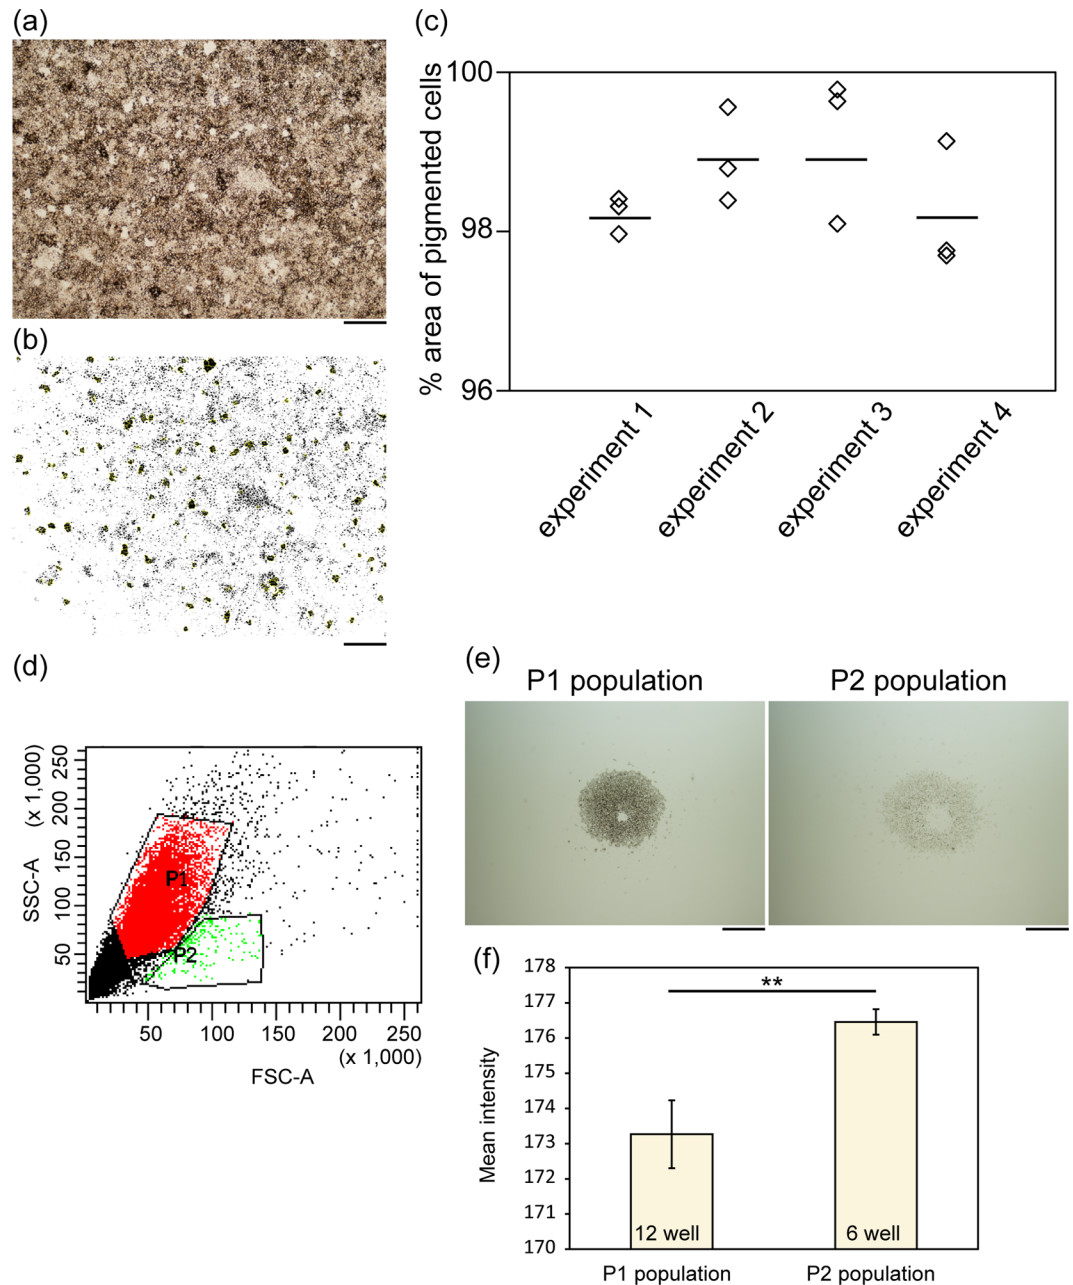 (a)
(b)
(c)
100
98
96
% area of pigmented cells
experiment 1
experiment 2
experiment 3
experiment 4
(d)
250
200
150
100
50
(x 1,000)
SSC-A
P1
P2
50 100 150 200 250
(x 1,000)
FSC-A
(e)
P1 population P2 population
(f)
178
177
176
175
174
173
172
171
170
Mean intensity
**
12 well 6 well
P1 population P2 population